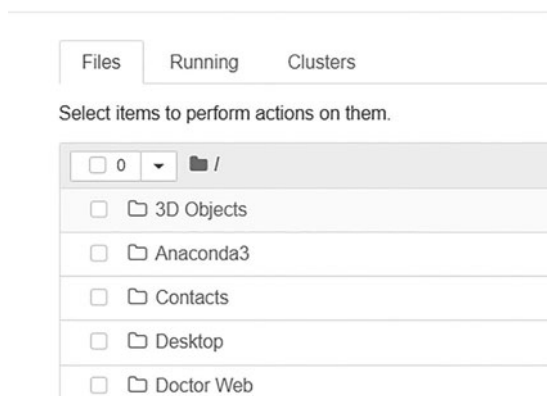 Files Running Clusters
Select items to perform actions on them.
0 /
3D Objects
Anaconda3
Contacts
Desktop
Doctor Web